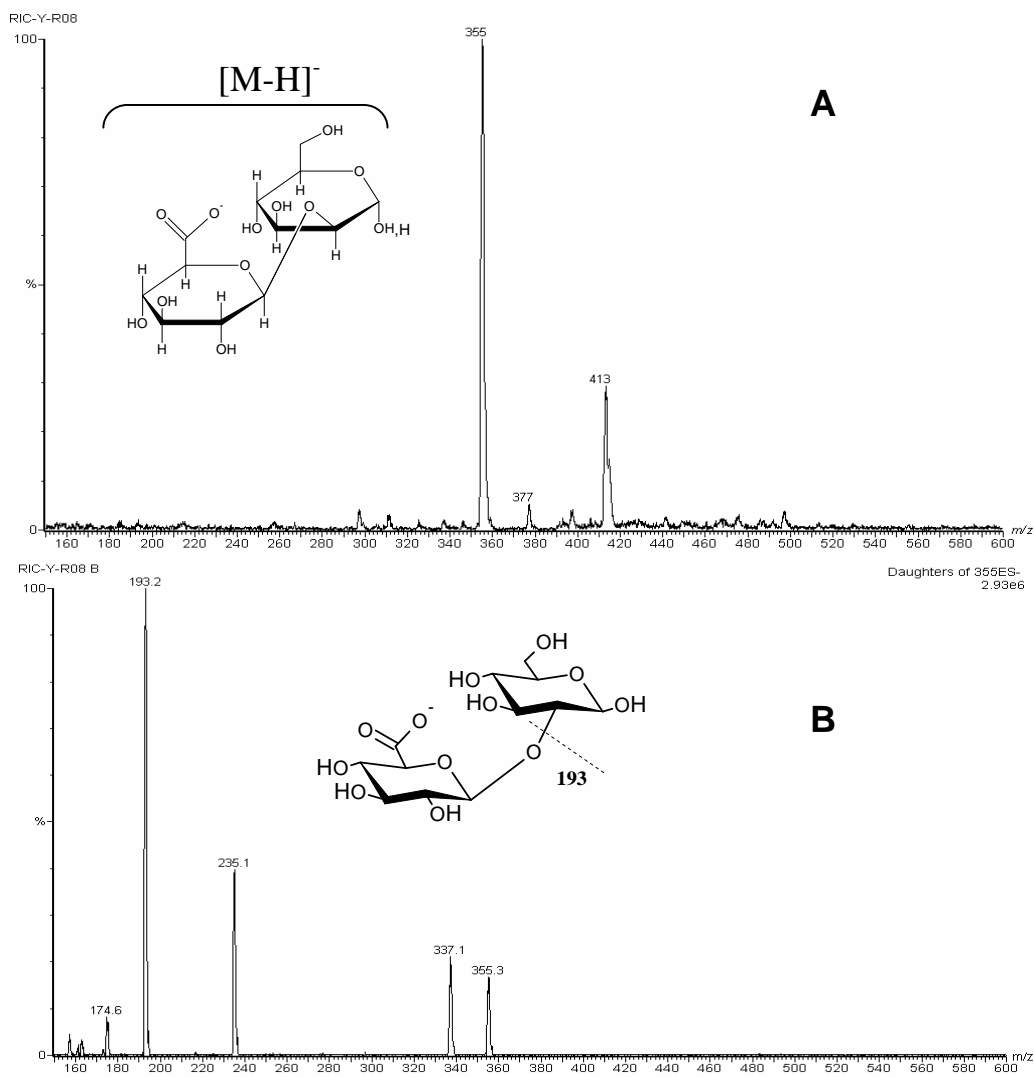 RIC-Y-R08
100
355
[M-H]-
A
OH
O
H
H
O O-
OH O
HO
H
OH,H
H
H O
H
OH H
HO
H
H OH
%
413
377
0
160 180 200 220 240 260 280 300 320 340 360 380 400 420 440 460 480 500 520 540 560 580 600
m/z
RIC-Y-R08 B
Daughters of 355ES-
2.93e6
100
193.2
OH
HO O
HO OH
O-
O
O
HO O
193
HO
OH
B
%
235.1
337.1
355.3
174.6
0
160 180 200 220 240 260 280 300 320 340 360 380 400 420 440 460 480 500 520 540 560 580 600
m/z